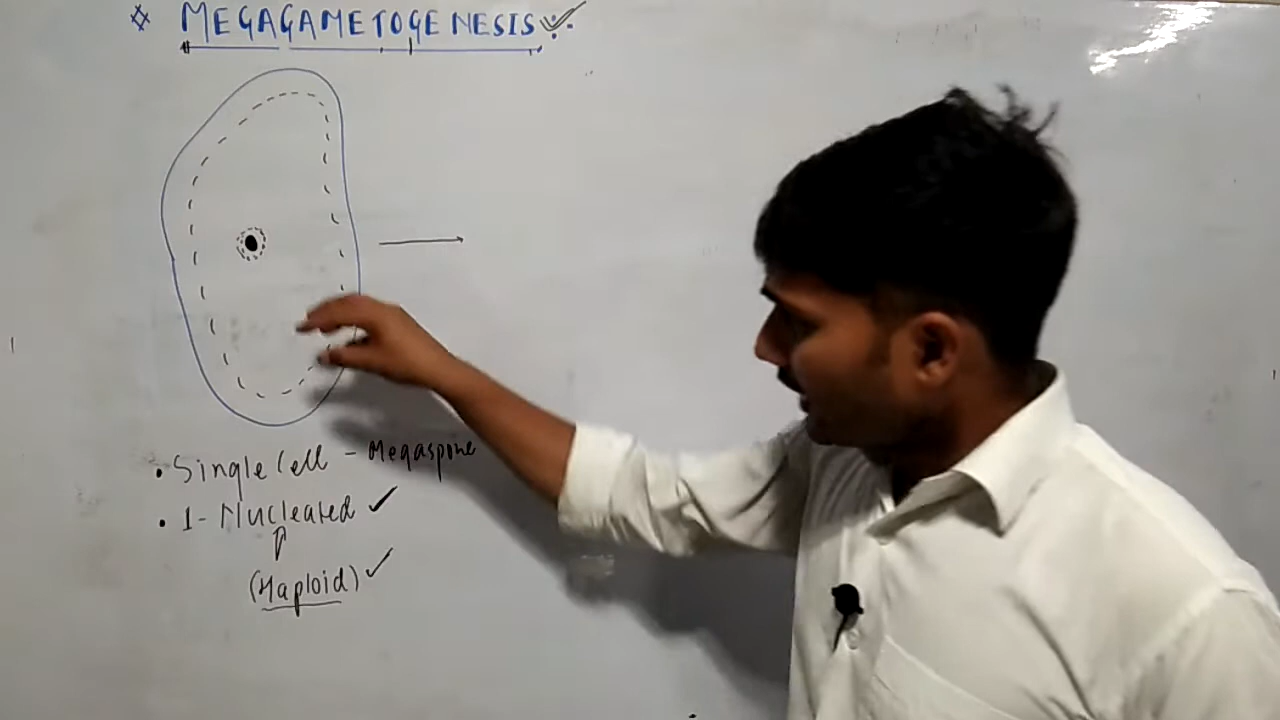 MEGAGAMETOGENESIS
• Single Cell - Megaspore
• 1- Nucleated ✓
(Haploid) ✓